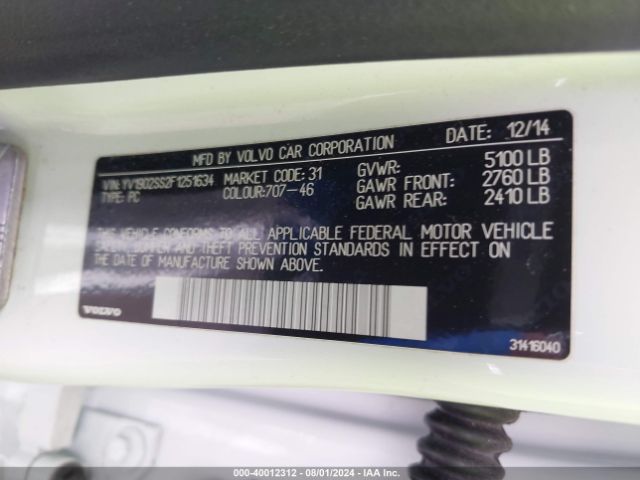 MFD BY VOLVO CAR CORPORATION DATE: 12/14
VIN: YV1902SS2F1251634 MARKET CODE: 31 GVWR: 5100 LB
TYPE: PC COLOUR:707-46 GAWR FRONT: 2760 LB
GAWR REAR: 2410 LB
THIS VEHICLE CONFORMS TO ALL APPLICABLE FEDERAL MOTOR VEHICLE
SAFETY, BUMPER AND THEFT PREVENTION STANDARDS IN EFFECT ON
THE DATE OF MANUFACTURE SHOWN ABOVE.
VOLVO
31416040
000-40012312 - 08/01/2024 - IAA Inc.